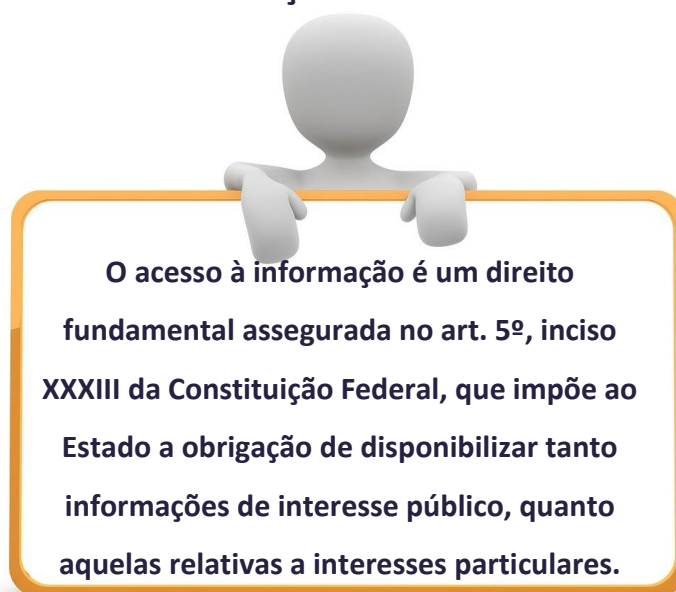 O acesso à informação é um direito
fundamental assegurada no art. 5º, inciso
XXXIII da Constituição Federal, que impõe ao
Estado a obrigação de disponibilizar tanto
informações de interesse público, quanto
aquelas relativas a interesses particulares.